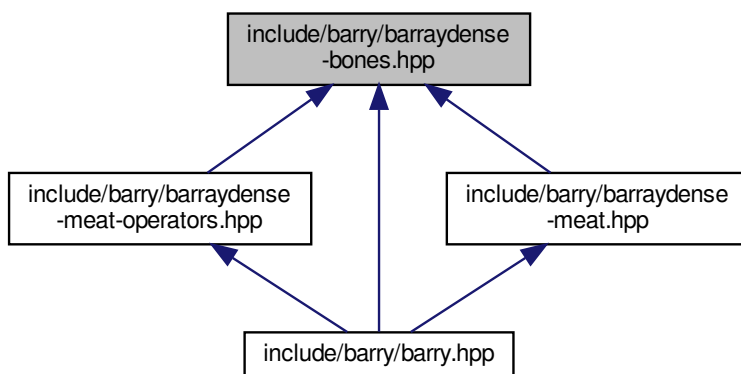 include/barry/barraydense
-bones.hpp
include/barry/barraydense
-meat-operators.hpp
include/barry/barraydense
-meat.hpp
include/barry/barry.hpp